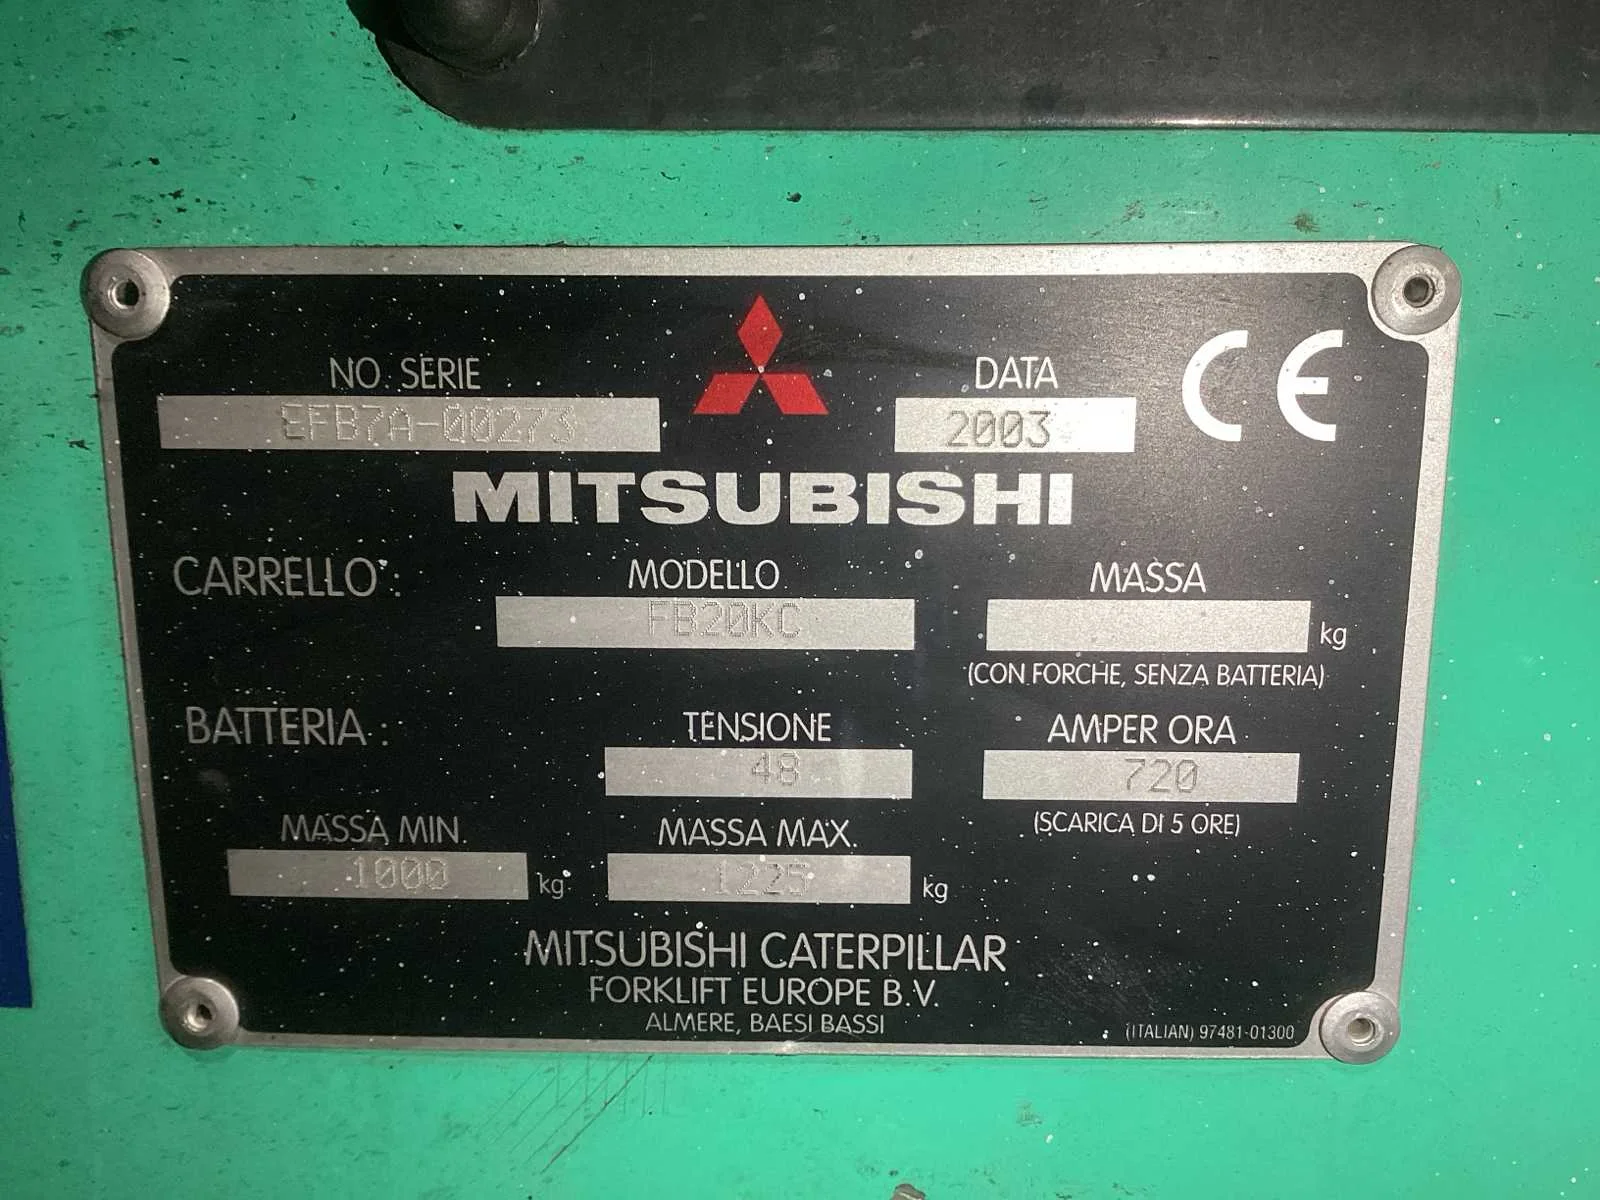 NO. SERIE
DATA
CE
EFB7A-00273
2003
MITSUBISHI
CARRELLO :
MODELLO
MASSA
FB20KC
kg
(CON FORCHE, SENZA BATTERIA)
BATTERIA :
TENSIONE
AMPER ORA
48
720
(SCARICA DI 5 ORE)
MASSA MIN.
MASSA MAX.
1000 kg
1225 kg
MITSUBISHI CATERPILLAR
FORKLIFT EUROPE B.V.
ALMERE, BAESI BASSI
(ITALIAN) 97481-01300